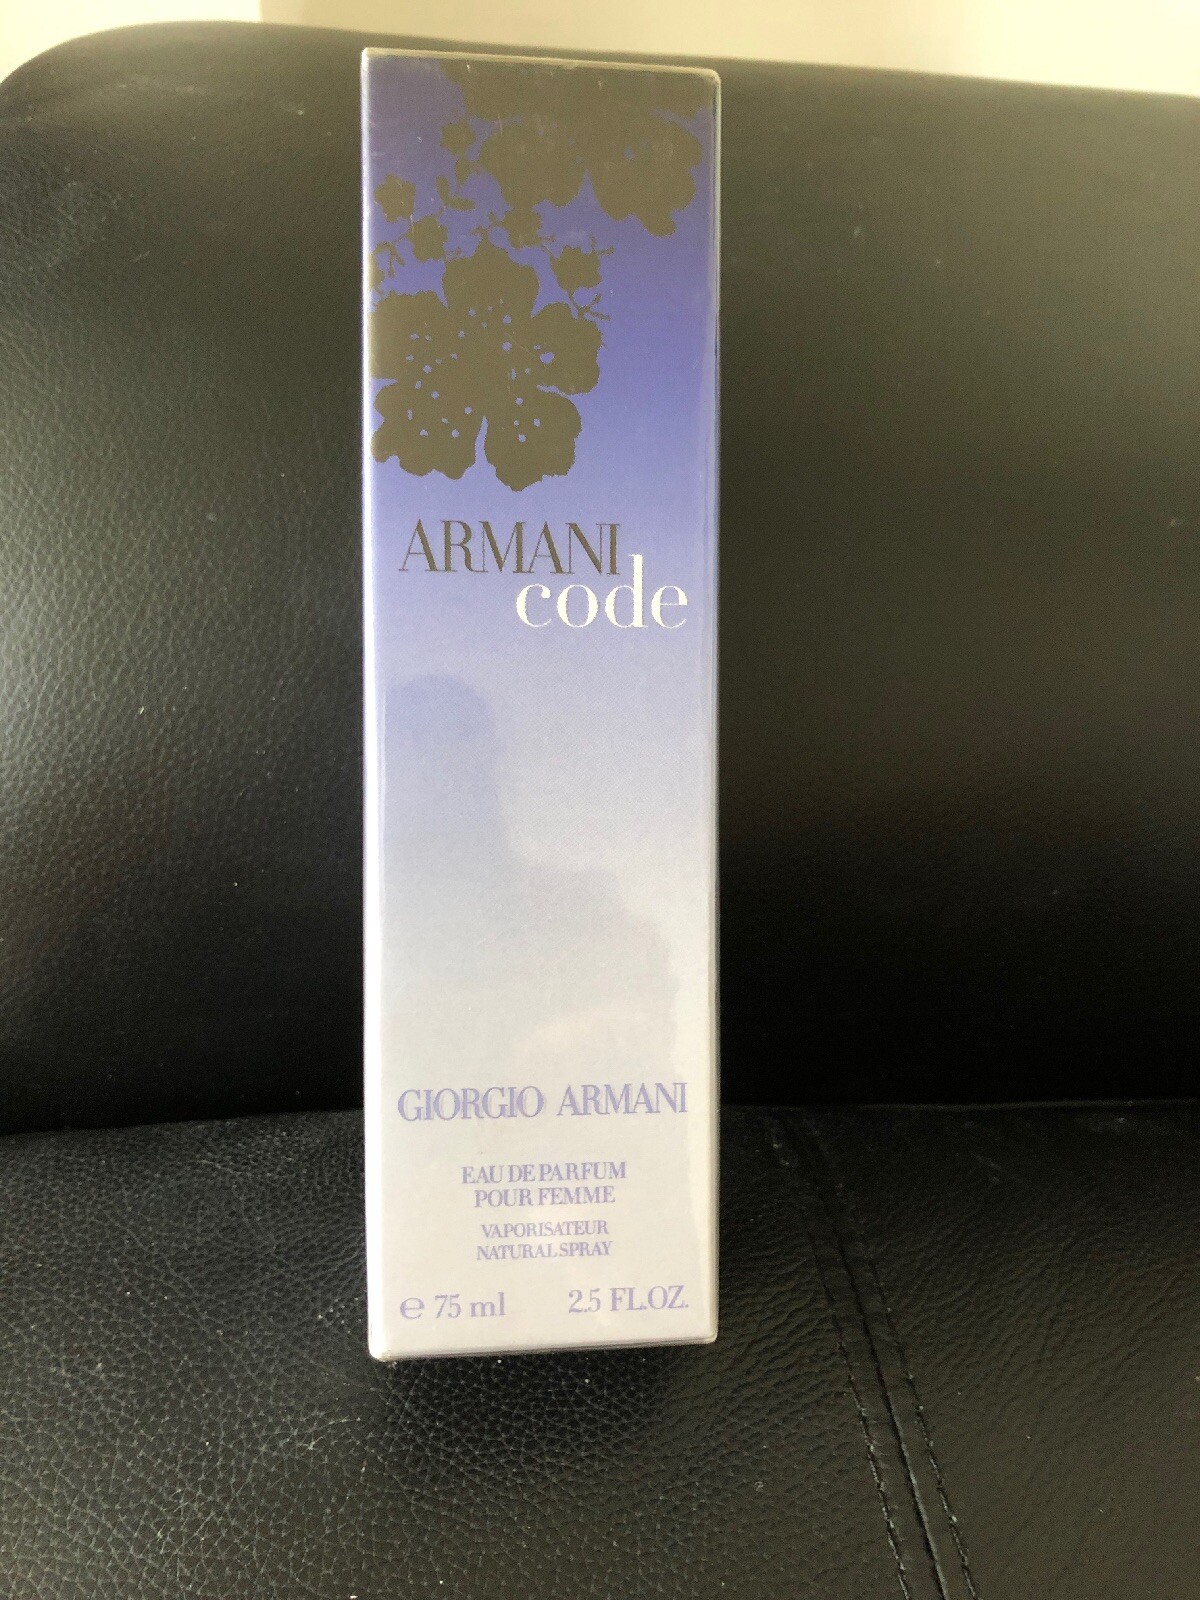 ARMANI
code
GIORGIO ARMANI
EAU DE PARFUM
POUR FEMME
VAPORISATEUR
NATURAL SPRAY
℮ 75 ml 2.5 FL.OZ.